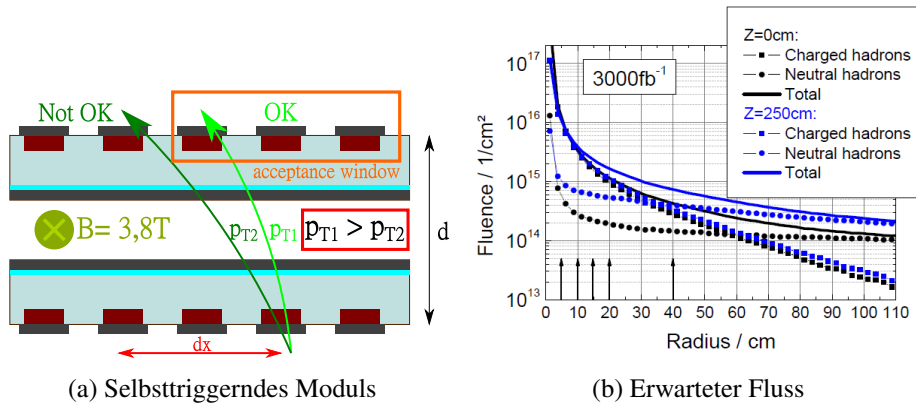 Not OK
OK
acceptance window
B= 3,8T
pT2
pT1
pT1 > pT2
d
dx
(a) Selbsttriggerndes Moduls
Fluence / 1/cm²
10^17
10^16
10^15
10^14
10^13
3000fb⁻¹
Z=0cm:
Charged hadrons
Neutral hadrons
Total
Z=250cm:
Charged hadrons
Neutral hadrons
Total
0 10 20 30 40 50 60 70 80 90 100 110
Radius / cm
(b) Erwarteter Fluss